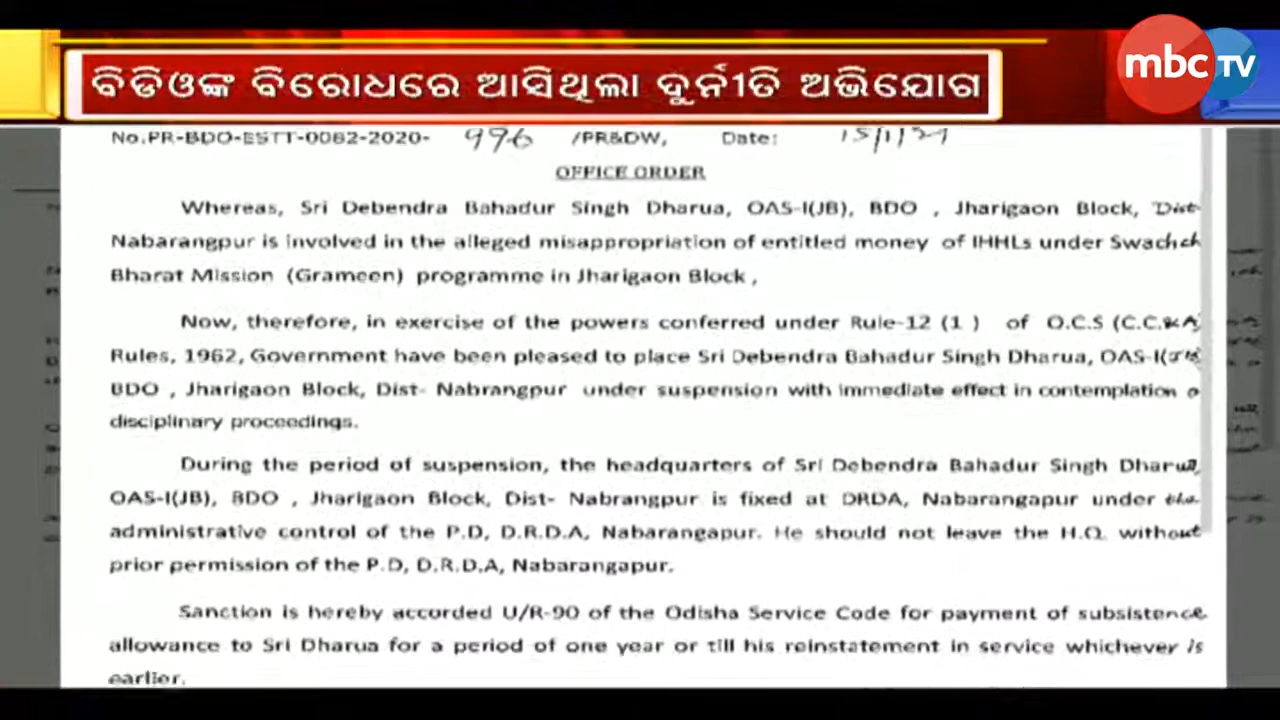 ବିଡିଓଙ୍କ ବିରୋଧରେ ଆସିଥିଲା ଦୁର୍ନୀତି ଅଭିଯୋଗ
mbc TV
No.PR-BDO-ESTT-0062-2020- 996 /PR&DW, Date: 15/1/21
OFFICE ORDER
Whereas, Sri Debendra Bahadur Singh Dharua, OAS-I(JB), BDO , Jharigaon Block, Dist-
Nabarangpur is involved in the alleged misappropriation of entitled money of IHHLs under Swachch
Bharat Mission (Grameen) programme in Jharigaon Block ,
Now, therefore, in exercise of the powers conferred under Rule-12 (1 ) of O.C.S (C.C.&A)
Rules, 1962, Government have been pleased to place Sri Debendra Bahadur Singh Dharua, OAS-I(JB)
BDO , Jharigaon Block, Dist- Nabrangpur under suspension with immediate effect in contemplation o
disciplinary proceedings.
During the period of suspension, the headquarters of Sri Debendra Bahadur Singh Dharua,
OAS-I(JB), BDO , Jharigaon Block, Dist- Nabrangpur is fixed at DRDA, Nabarangapur under the
administrative control of the P.D, D.R.D.A, Nabarangapur. He should not leave the H.Q. without
prior permission of the P.D, D.R.D.A, Nabarangapur.
Sanction is hereby accorded U/R-90 of the Odisha Service Code for payment of subsistence
allowance to Sri Dharua for a period of one year or till his reinstatement in service whichever is
earlier.